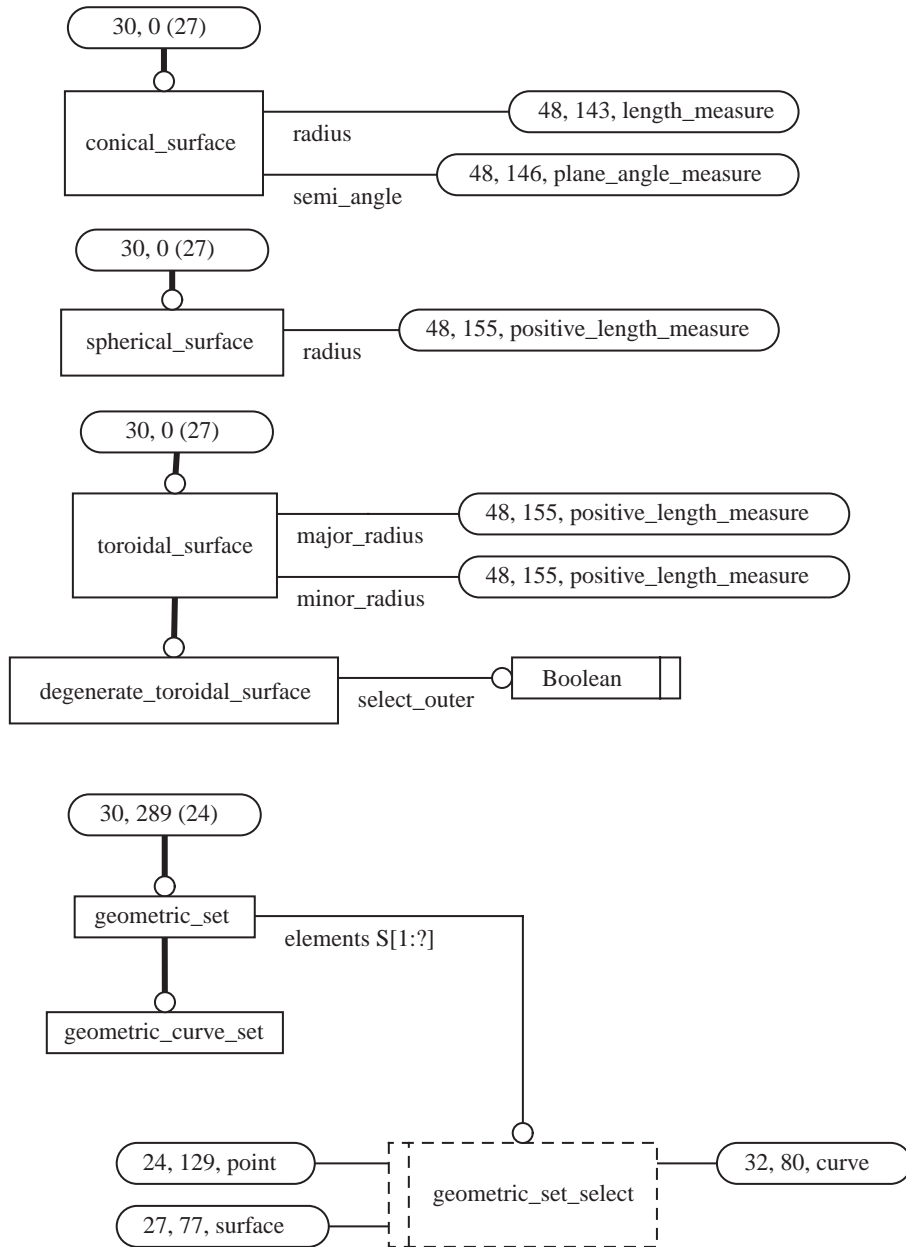 30, 0 (27)
conical_surface
radius
48, 143, length_measure
semi_angle
48, 146, plane_angle_measure
30, 0 (27)
spherical_surface
radius
48, 155, positive_length_measure
30, 0 (27)
toroidal_surface
major_radius
48, 155, positive_length_measure
minor_radius
48, 155, positive_length_measure
degenerate_toroidal_surface
select_outer
Boolean
30, 289 (24)
geometric_set
elements S[1:?]
geometric_curve_set
24, 129, point
geometric_set_select
32, 80, curve
27, 77, surface